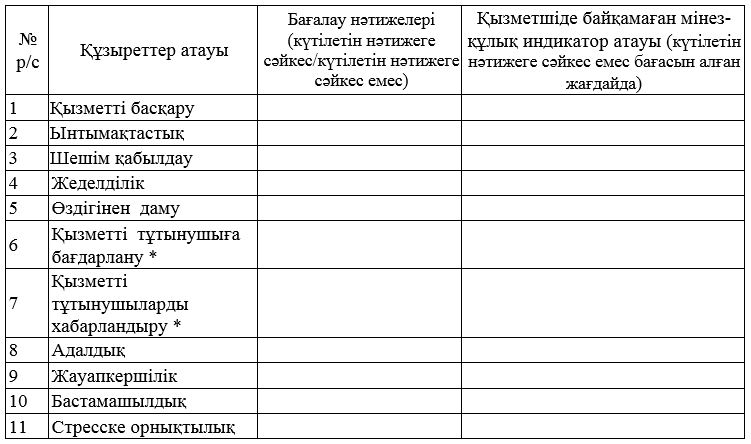 №
р/с
Құзыреттер атауы
Бағалау нәтижелері
(күтілетін нәтижеге
сәйкес/күтілетін нәтижеге
сәйкес емес)
Қызметшіде байқамаған мінез-
құлық индикатор атауы (күтілетін
нәтижеге сәйкес емес бағасын алған
жағдайда)
1 Қызметті басқару
2 Ынтымақтастық
3 Шешім қабылдау
4 Жеделділік
5 Өздігінен даму
6 Қызметті тұтынушыға
бағдарлану *
7 Қызметті
тұтынушыларды
хабарландыру *
8 Адалдық
9 Жауапкершілік
10 Бастамашылдық
11 Стресске орнықтылық